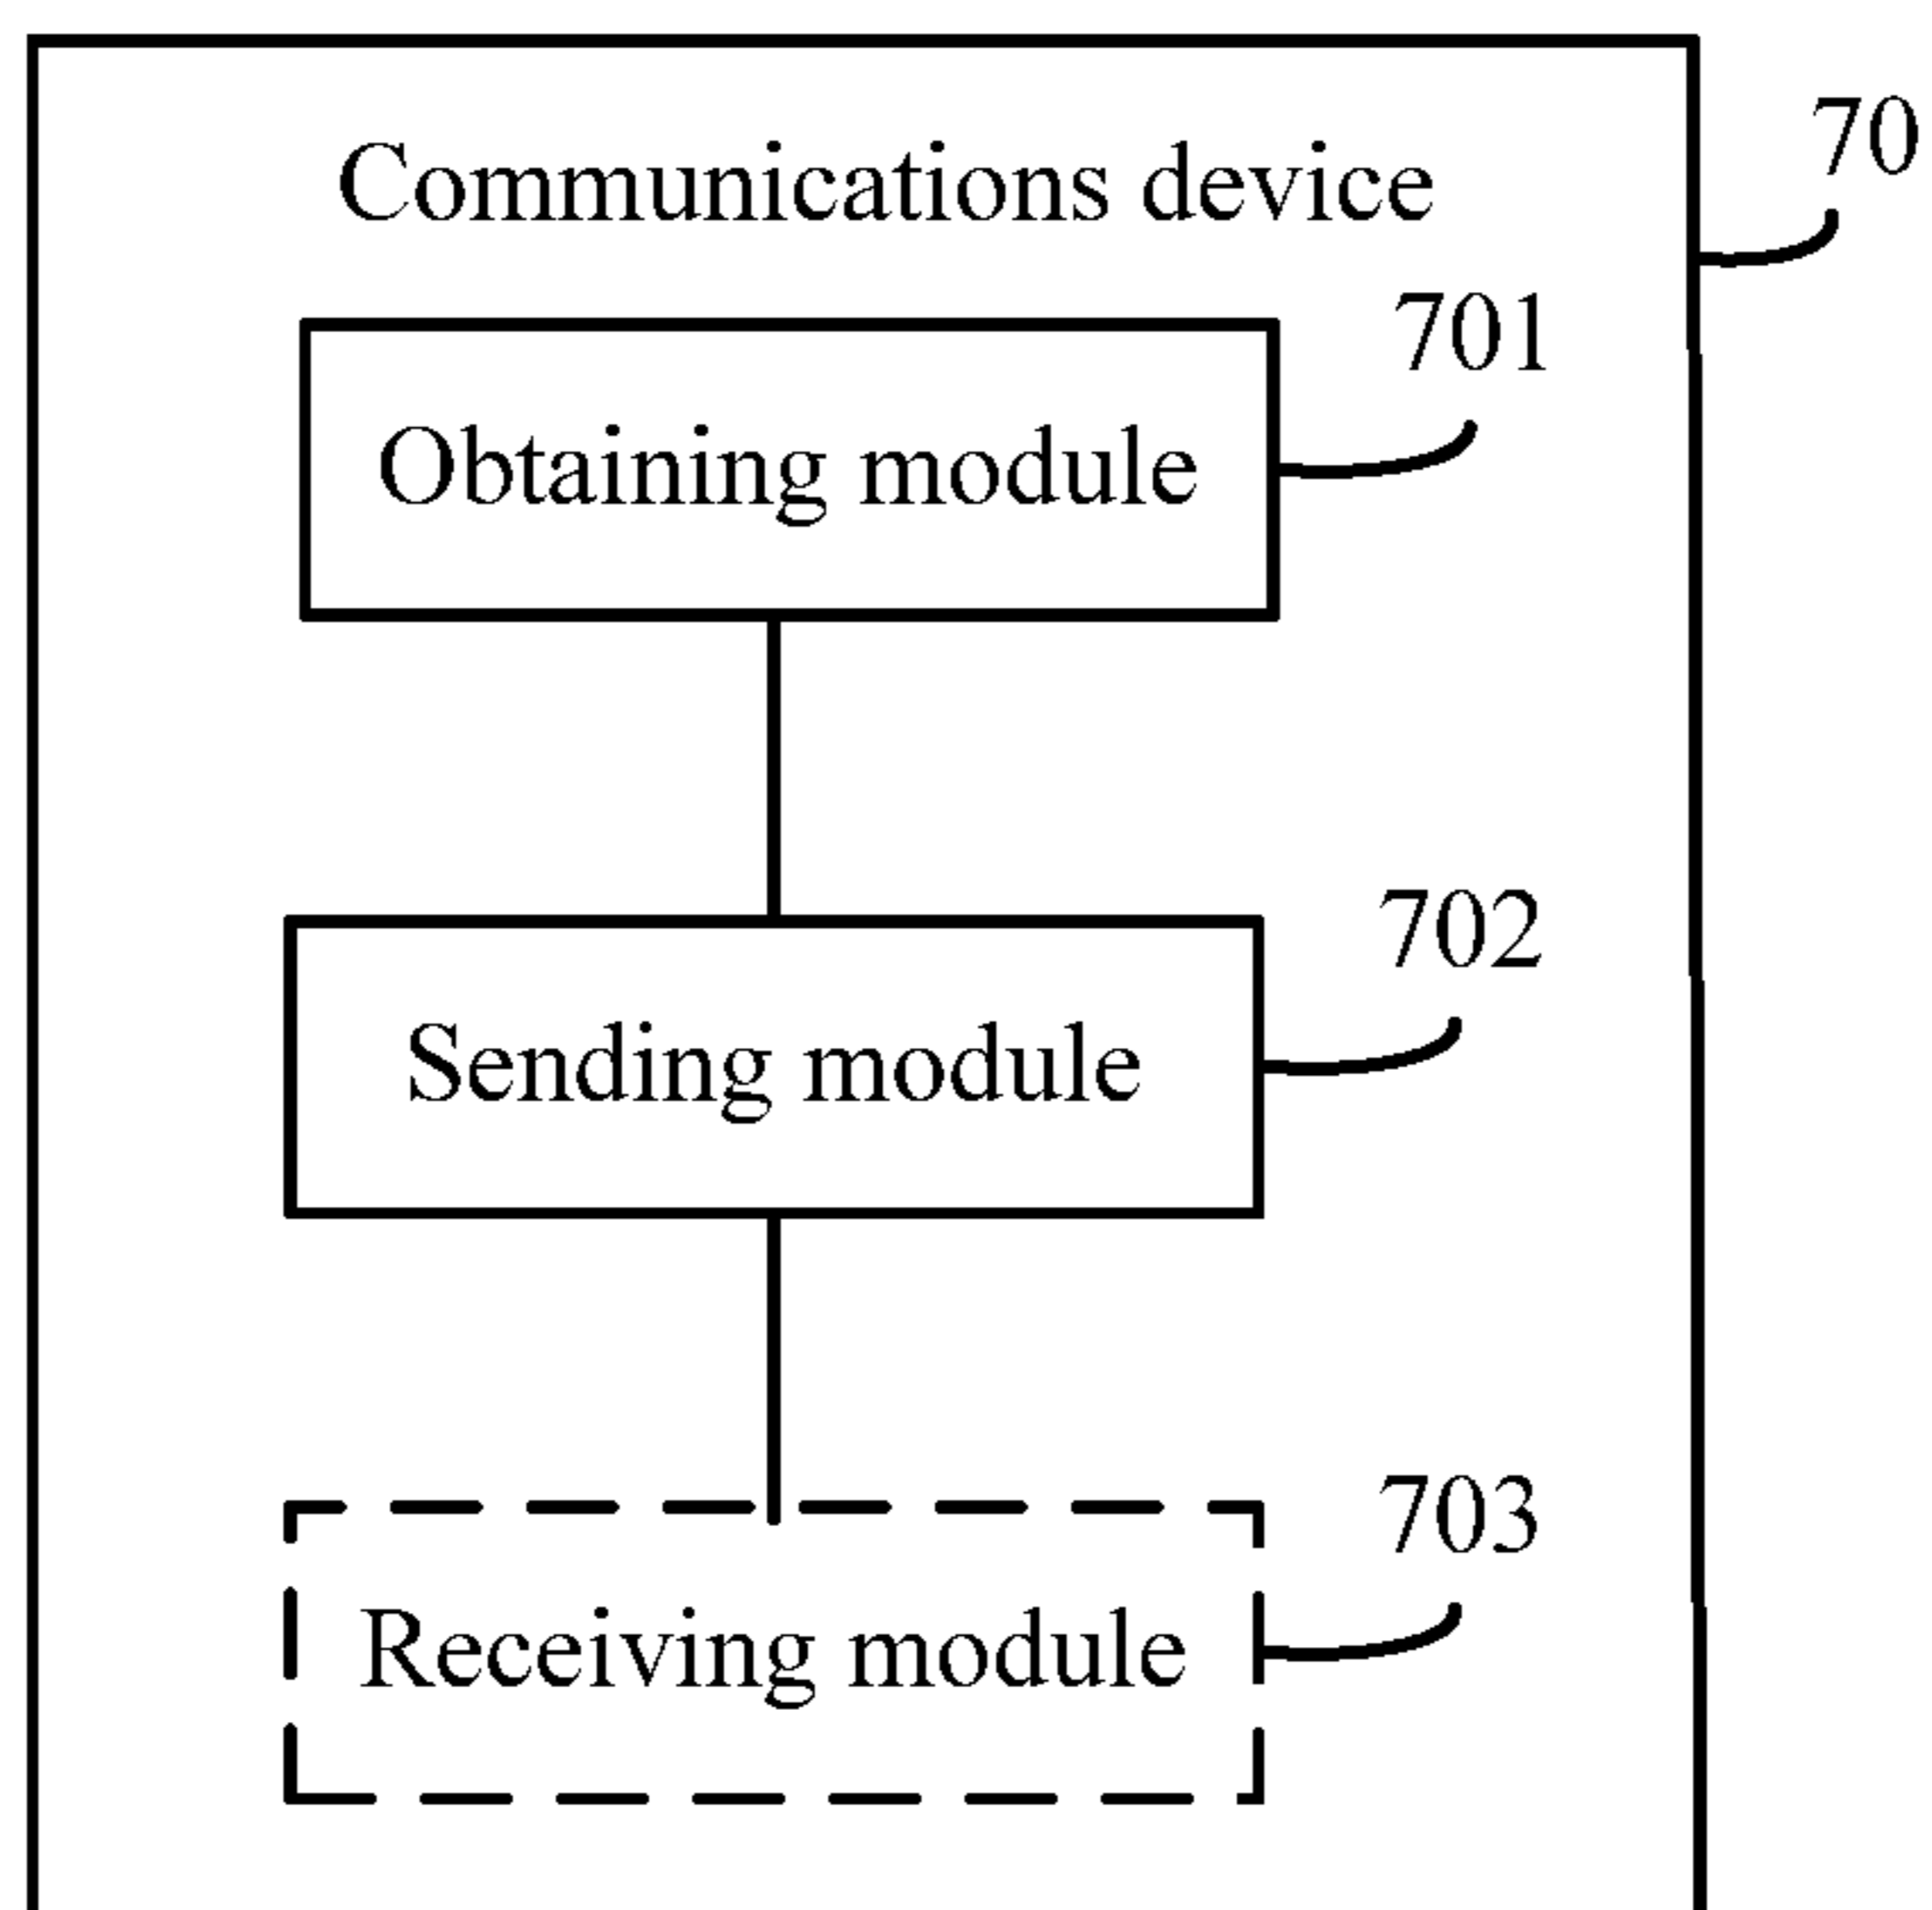 70
Communications device
701
Obtaining module
702
Sending module
703
Receiving module